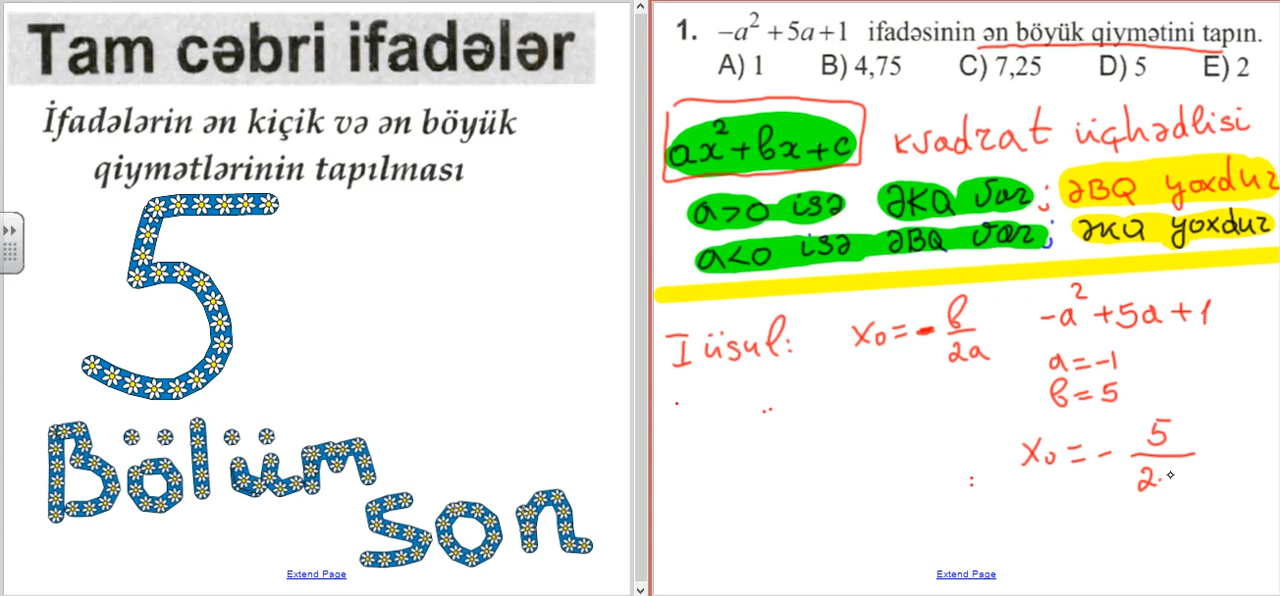 Tam cəbri ifadələr
İfadələrin ən kiçik və ən böyük
qiymətlərinin tapılması
5
Bölüm
son
Extend Page
1. −a² + 5a + 1 ifadəsinin ən böyük qiymətini tapın.
A) 1 B) 4,75 C) 7,25 D) 5 E) 2
ax² + bx + c kvadrat üçhədlisi
a > 0 isə ƏKQ var; ƏBQ yoxdur
a < 0 isə ƏBQ var; ƏKQ yoxdur
I üsul: x₀ = - b/2a -a² + 5a + 1
a = -1
b = 5
x₀ = - 5/2·
Extend Page